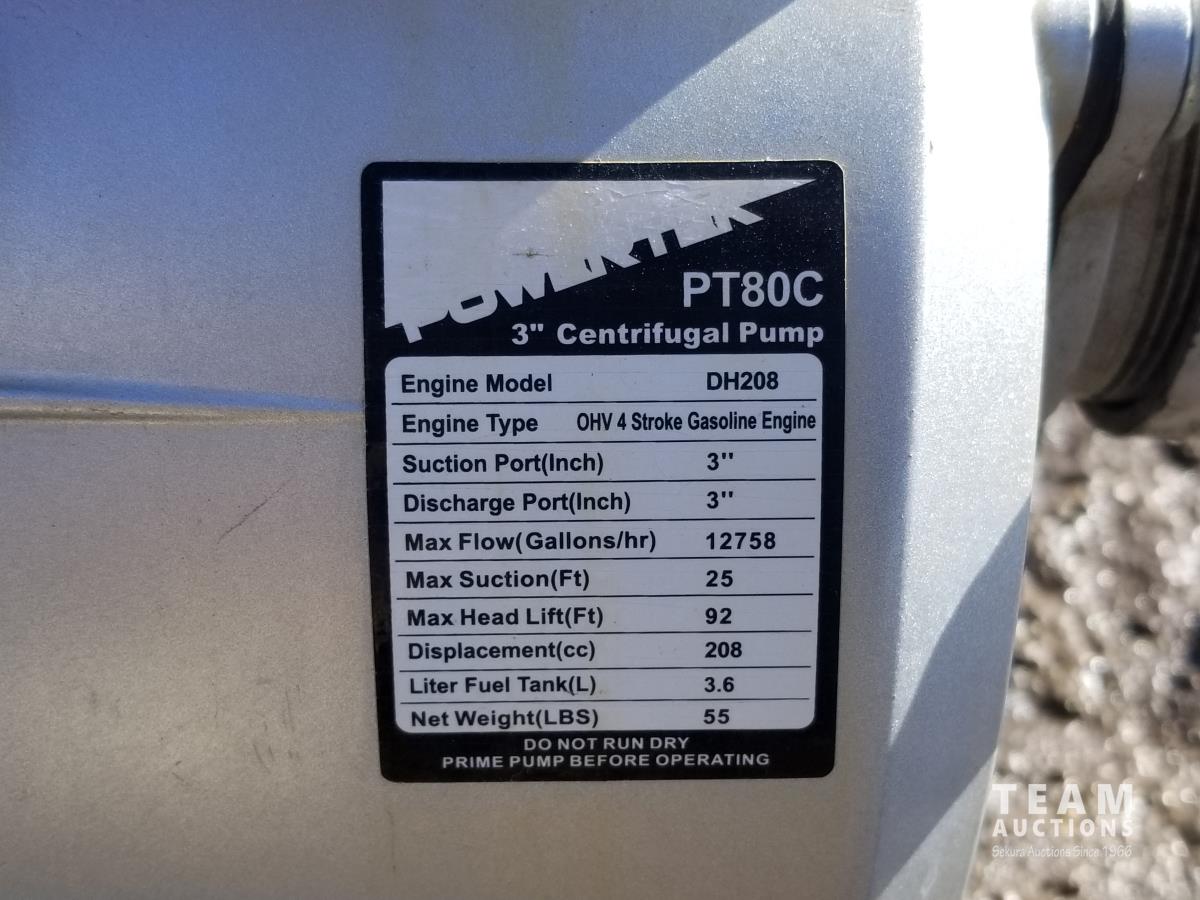 POWERTEK
PT80C
3" Centrifugal Pump
Engine Model DH208
Engine Type OHV 4 Stroke Gasoline Engine
Suction Port(Inch) 3''
Discharge Port(Inch) 3''
Max Flow(Gallons/hr) 12758
Max Suction(Ft) 25
Max Head Lift(Ft) 92
Displacement(cc) 208
Liter Fuel Tank(L) 3.6
Net Weight(LBS) 55
DO NOT RUN DRY
PRIME PUMP BEFORE OPERATING
TEAM
AUCTIONS
Sekura Auctions Since 1966